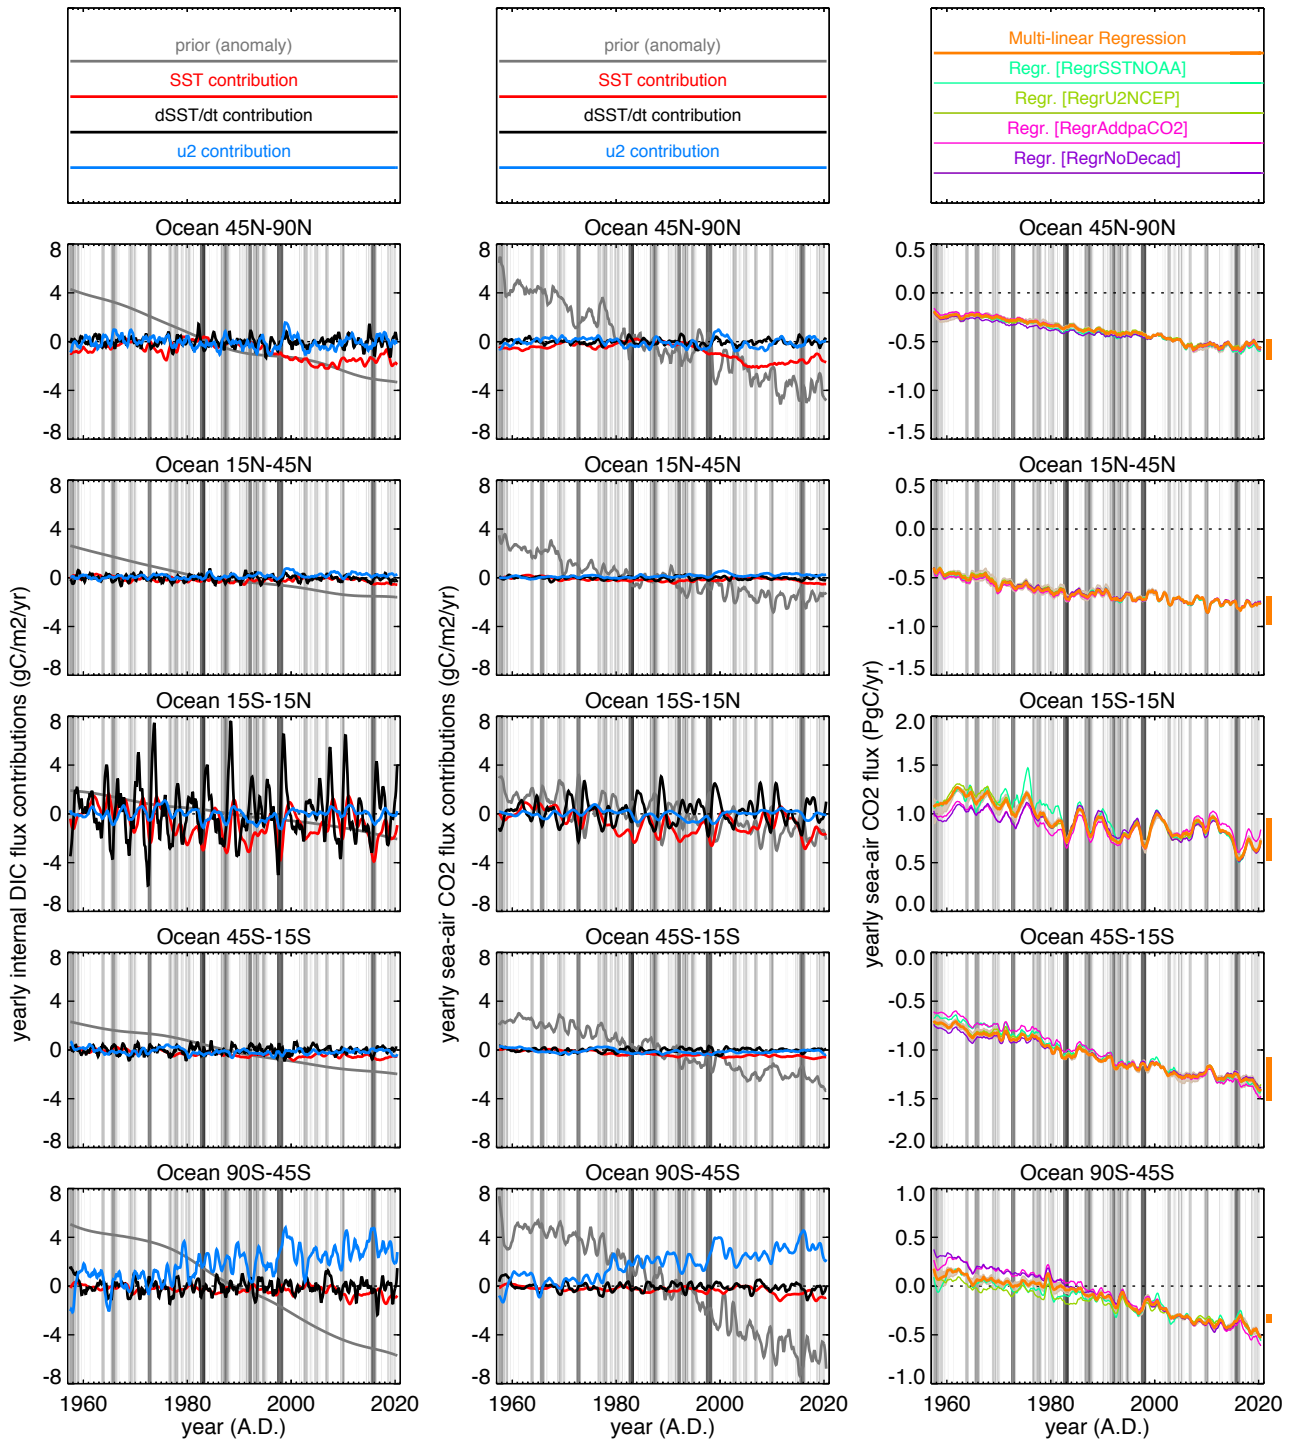 prior (anomaly)
SST contribution
dSST/dt contribution
u2 contribution
prior (anomaly)
SST contribution
dSST/dt contribution
u2 contribution
Multi-linear Regression
Regr. [RegrSSTNOAA]
Regr. [RegrU2NCEP]
Regr. [RegrAddpaCO2]
Regr. [RegrNoDecad]
yearly internal DIC flux contributions (gC/m2/yr)
Ocean 45N-90N
8
4
0
-4
-8
Ocean 15N-45N
8
4
0
-4
-8
Ocean 15S-15N
8
4
0
-4
-8
Ocean 45S-15S
8
4
0
-4
-8
Ocean 90S-45S
8
4
0
-4
-8
1960 1980 2000 2020
year (A.D.)
yearly sea-air CO2 flux contributions (gC/m2/yr)
Ocean 45N-90N
8
4
0
-4
-8
Ocean 15N-45N
8
4
0
-4
-8
Ocean 15S-15N
8
4
0
-4
-8
Ocean 45S-15S
8
4
0
-4
-8
Ocean 90S-45S
8
4
0
-4
-8
1960 1980 2000 2020
year (A.D.)
yearly sea-air CO2 flux (PgC/yr)
Ocean 45N-90N
0.5
0.0
-0.5
-1.0
-1.5
Ocean 15N-45N
0.5
0.0
-0.5
-1.0
-1.5
Ocean 15S-15N
2.0
1.5
1.0
0.5
0.0
Ocean 45S-15S
0.0
-0.5
-1.0
-1.5
-2.0
Ocean 90S-45S
1.0
0.5
0.0
-0.5
-1.0
1960 1980 2000 2020
year (A.D.)